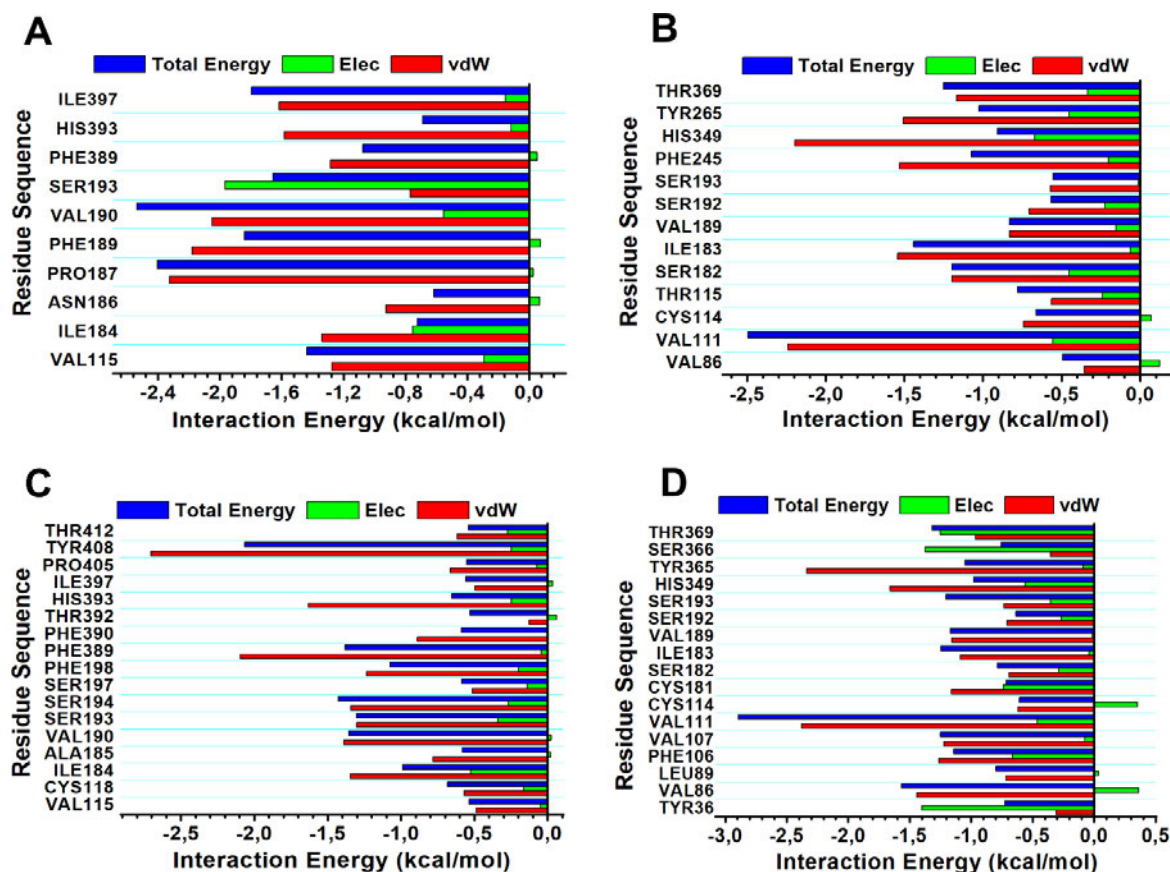 A
Total Energy Elec vdW
Residue Sequence
ILE397
HIS393
PHE389
SER193
VAL190
PHE189
PRO187
ASN186
ILE184
VAL115
-2,4 -2,0 -1,6 -1,2 -0,8 -0,4 0,0
Interaction Energy (kcal/mol)
B
Total Energy Elec vdW
Residue Sequence
THR369
TYR265
HIS349
PHE245
SER193
SER192
VAL189
ILE183
SER182
THR115
CYS114
VAL111
VAL86
-2,5 -2,0 -1,5 -1,0 -0,5 0,0
Interaction Energy (kcal/mol)
C
Total Energy Elec vdW
Residue Sequence
THR412
TYR408
PRO405
ILE397
HIS393
THR392
PHE390
PHE389
PHE198
SER197
SER194
SER193
VAL190
ALA185
ILE184
CYS118
VAL115
-2,5 -2,0 -1,5 -1,0 -0,5 0,0
Interaction Energy (kcal/mol)
D
Total Energy Elec vdW
Residue Sequence
THR369
SER366
TYR365
HIS349
SER193
SER192
VAL189
ILE183
SER182
CYS181
CYS114
VAL111
VAL107
PHE106
LEU89
VAL86
TYR36
-3,0 -2,5 -2,0 -1,5 -1,0 -0,5 0,0 0,5
Interaction Energy (kcal/mol)